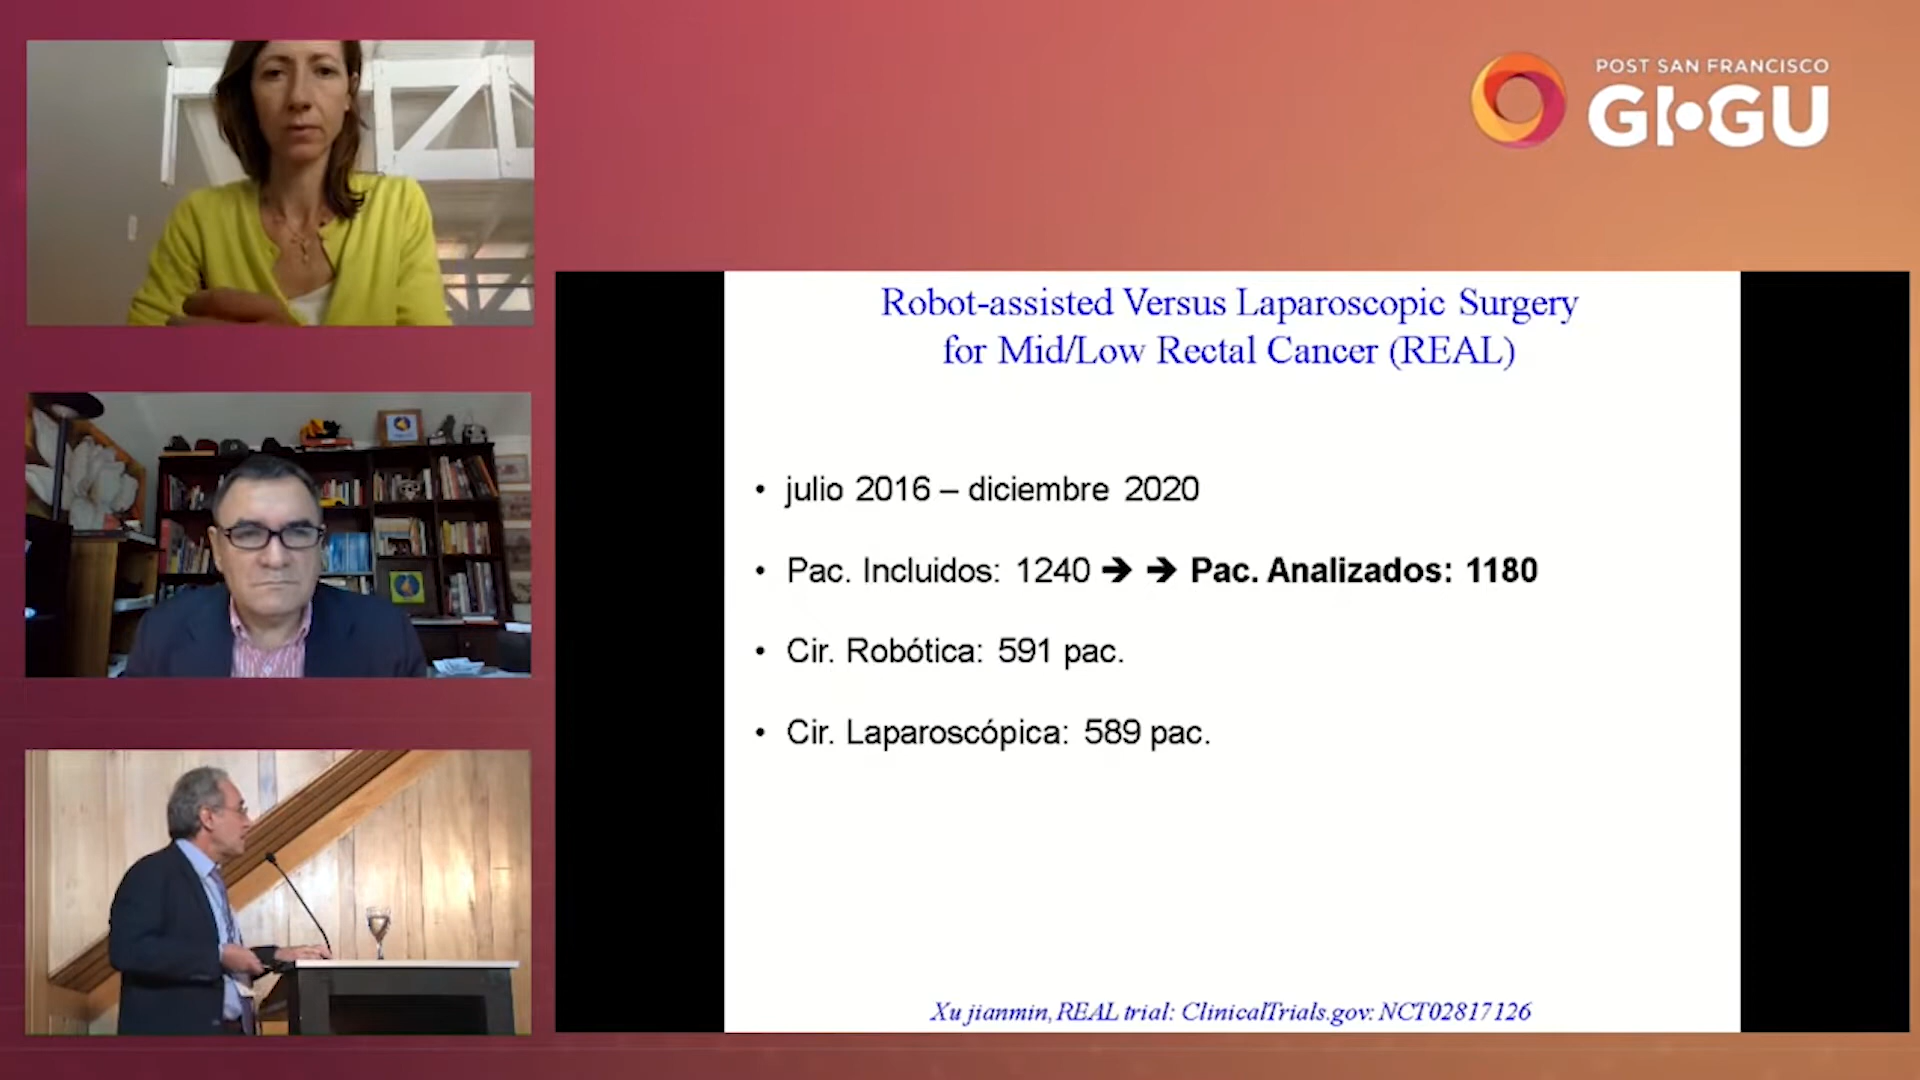 POST SAN FRANCISCO
GI•GU
Robot-assisted Versus Laparoscopic Surgery
for Mid/Low Rectal Cancer (REAL)
• julio 2016 – diciembre 2020
• Pac. Incluidos: 1240 ➔ ➔ Pac. Analizados: 1180
• Cir. Robótica: 591 pac.
• Cir. Laparoscópica: 589 pac.
Xu jianmin, REAL trial: ClinicalTrials.gov: NCT02817126